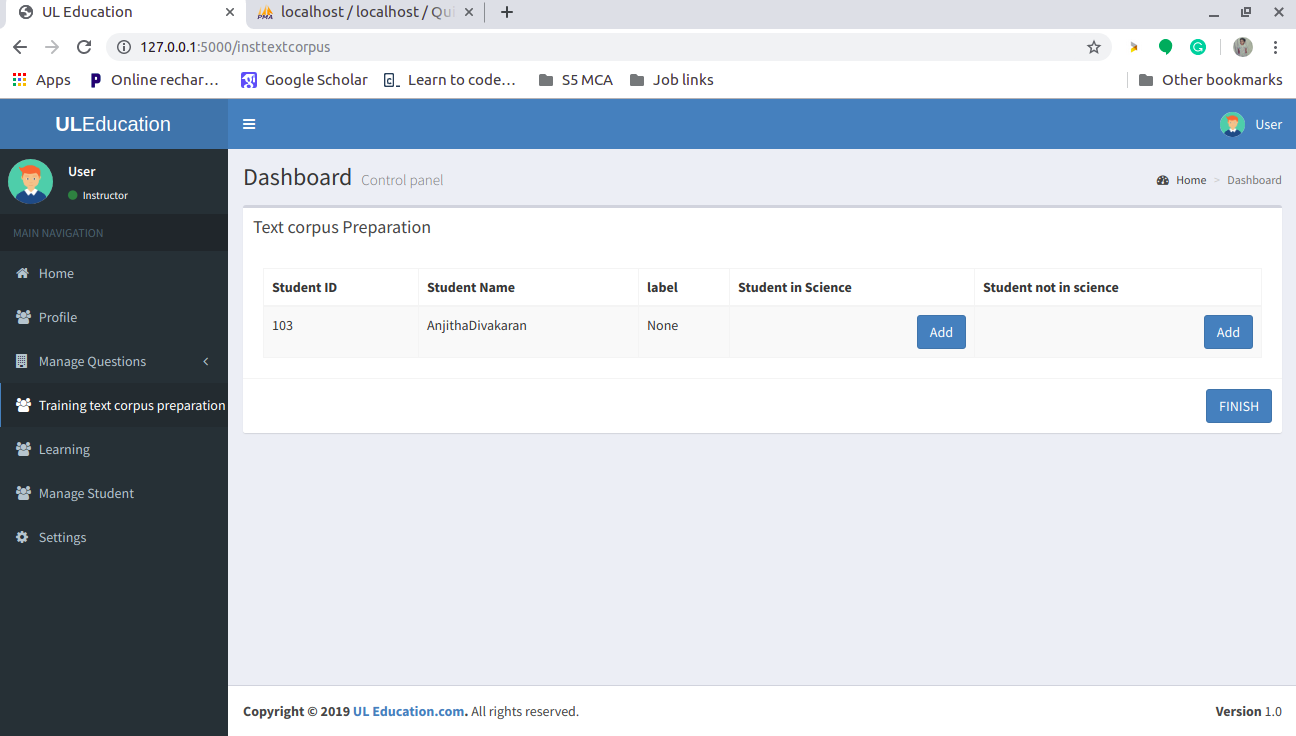 UL Education
localhost / localhost / Qui
127.0.0.1:5000/insttextcorpus
Apps
Online rechar...
Google Scholar
Learn to code...
S5 MCA
Job links
Other bookmarks
ULEducation
User
User
Instructor
MAIN NAVIGATION
Home
Profile
Manage Questions
Training text corpus preparation
Learning
Manage Student
Settings
Dashboard Control panel
Home > Dashboard
Text corpus Preparation
Student ID Student Name label Student in Science Student not in science
103 AnjithaDivakaran None Add Add
FINISH
Copyright © 2019 UL Education.com. All rights reserved.
Version 1.0